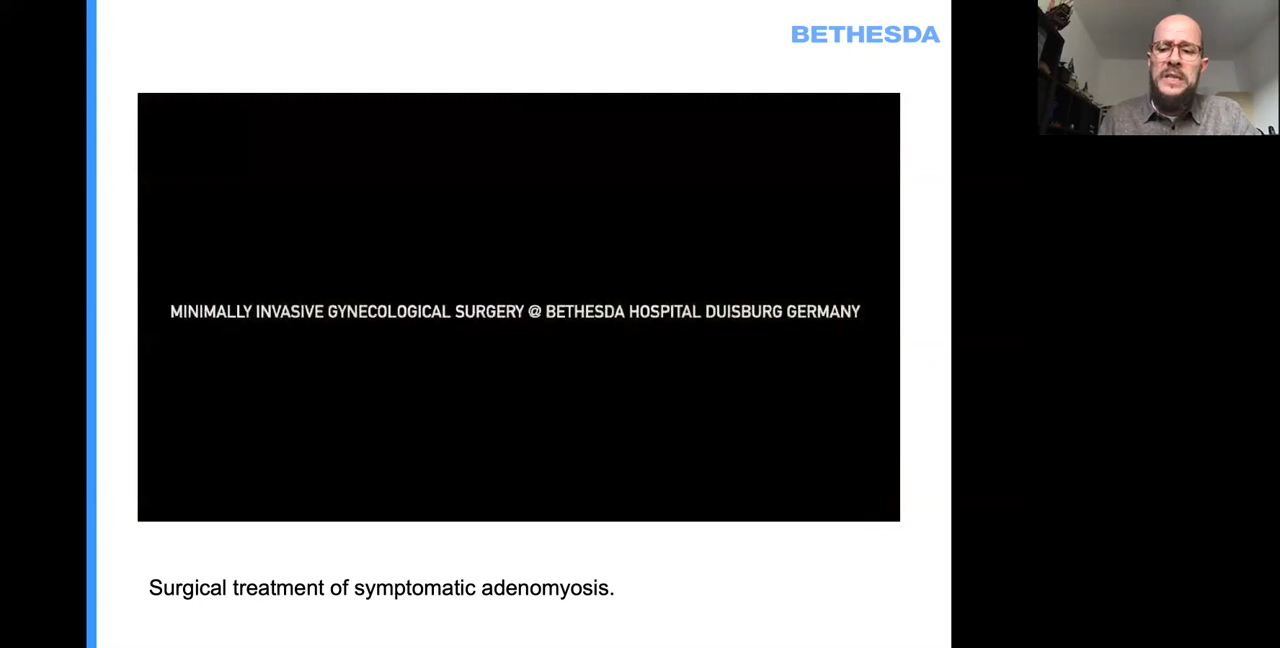 BETHESDA
MINIMALLY INVASIVE GYNECOLOGICAL SURGERY @ BETHESDA HOSPITAL DUISBURG GERMANY
Surgical treatment of symptomatic adenomyosis.